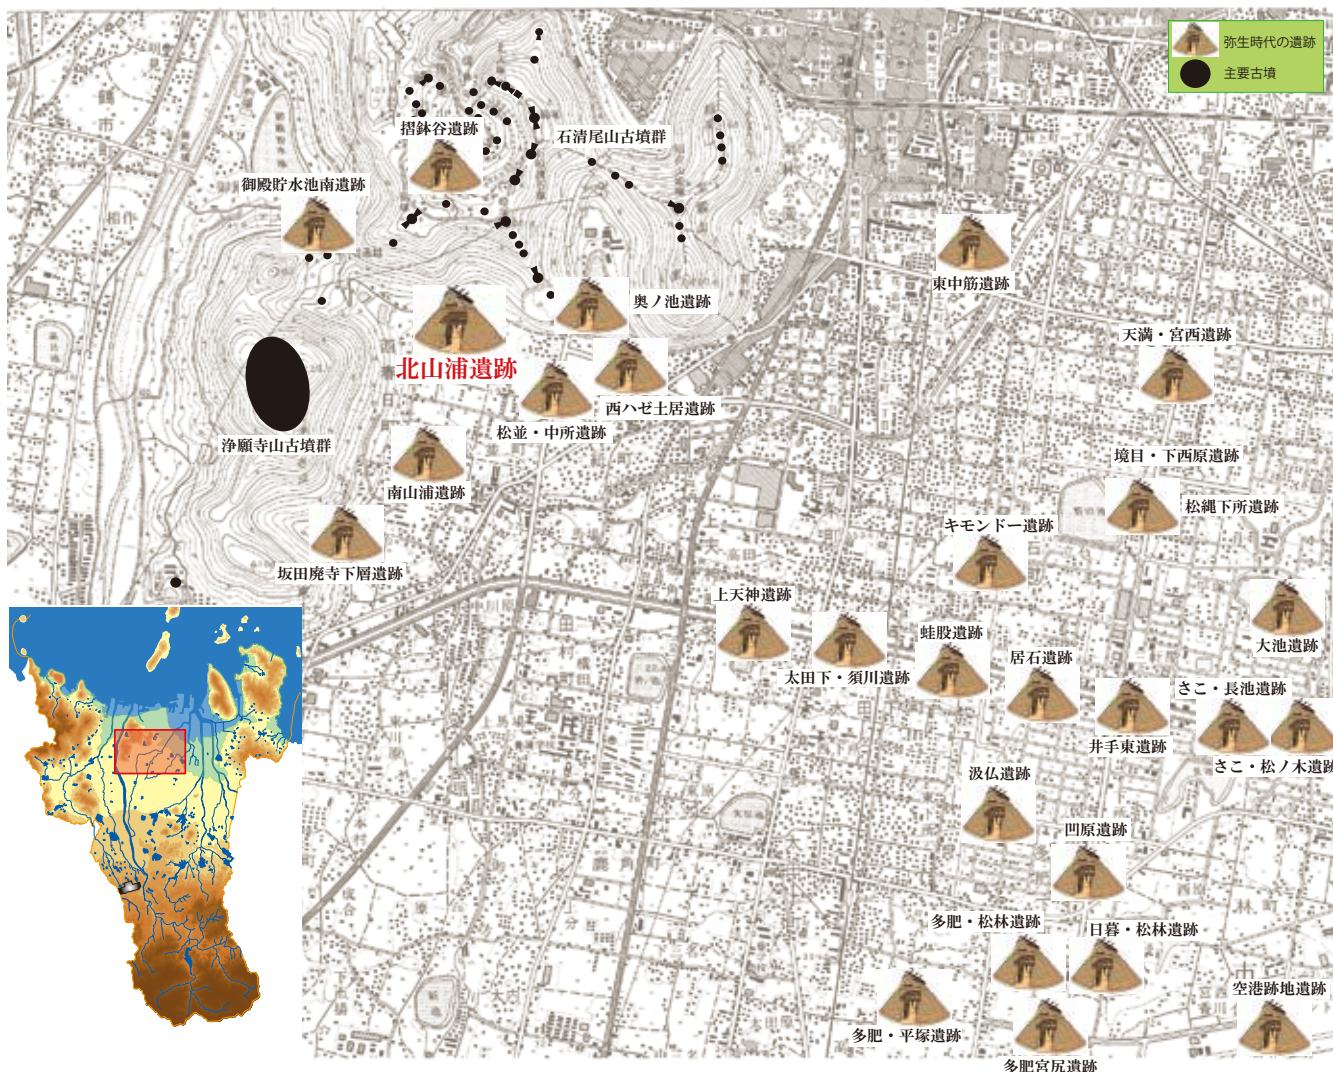 弥生時代の遺跡
主要古墳
摺鉢谷遺跡
石清尾山古墳群
御殿貯水池南遺跡
東中筋遺跡
奥ノ池遺跡
天満・宮西遺跡
北山浦遺跡
西ハゼ土居遺跡
松並・中所遺跡
浄願寺山古墳群
境目・下西原遺跡
南山浦遺跡
松縄下所遺跡
キモンドー遺跡
坂田廃寺下層遺跡
上天神遺跡
蛙股遺跡
大池遺跡
居石遺跡
太田下・須川遺跡
さこ・長池遺跡
井手東遺跡
さこ・松ノ木遺跡
汲仏遺跡
凹原遺跡
多肥・松林遺跡
日暮・松林遺跡
空港跡地遺跡
多肥・平塚遺跡
多肥宮尻遺跡